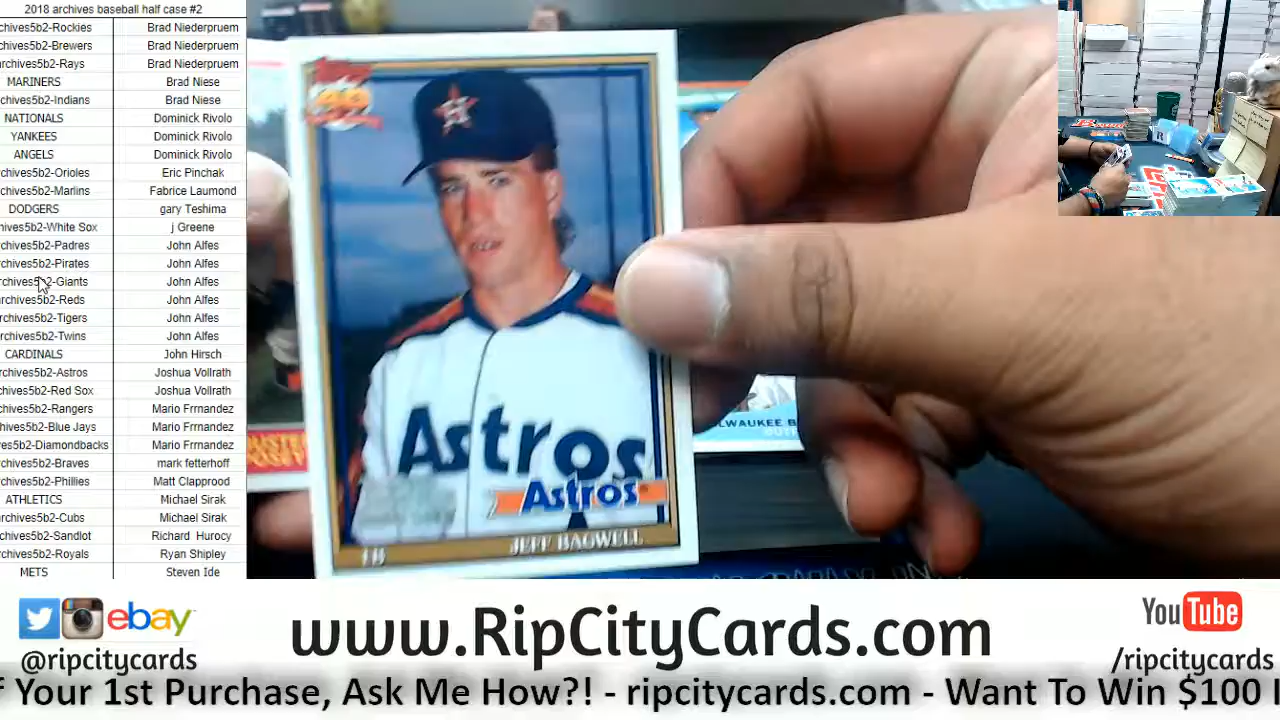 2018 archives baseball half case #2
chives5b2-Rockies Brad Niederpruem
chives5b2-Brewers Brad Niederpruem
archives5b2-Rays Brad Niederpruem
MARINERS Brad Niese
chives5b2-Indians Brad Niese
NATIONALS Dominick Rivolo
YANKEES Dominick Rivolo
ANGELS Dominick Rivolo
chives5b2-Orioles Eric Pinchak
chives5b2-Marlins Fabrice Laumond
DODGERS gary Teshima
hives5b2-White Sox j Greene
chives5b2-Padres John Alfes
chives5b2-Pirates John Alfes
rchives5b2-Giants John Alfes
rchives5b2-Reds John Alfes
chives5b2-Tigers John Alfes
chives5b2-Twins John Alfes
CARDINALS John Hirsch
chives5b2-Astros Joshua Vollrath
chives5b2-Red Sox Joshua Vollrath
chives5b2-Rangers Mario Frrnandez
hives5b2-Blue Jays Mario Frrnandez
es5b2-Diamondbacks Mario Frrnandez
chives5b2-Braves mark fetterhoff
chives5b2-Phillies Matt Clapprood
ATHLETICS Michael Sirak
rchives5b2-Cubs Michael Sirak
chives5b2-Sandlot Richard Hurocy
chives5b2-Royals Ryan Shipley
METS Steven Ide
Topps
40
Astros
Astros
1B JEFF BAGWELL
LWAUKEE B
ebay
@ripcitycards
www.RipCityCards.com
YouTube
/ripcitycards
f Your 1st Purchase, Ask Me How?! - ripcitycards.com - Want To Win $100 I